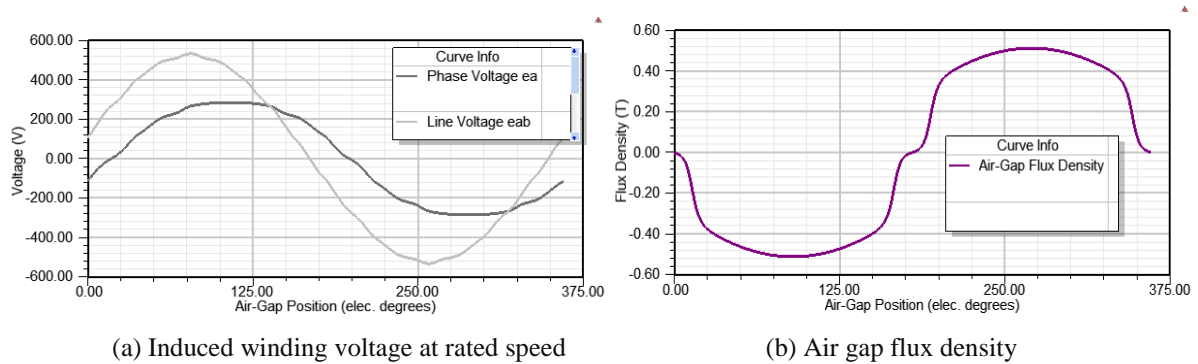 600.00
400.00
200.00
0.00
-200.00
-400.00
-600.00
Voltage (V)
Curve Info
Phase Voltage ea
Line Voltage eab
0.00
125.00
250.00
375.00
Air-Gap Position (elec. degrees)
(a) Induced winding voltage at rated speed
0.60
0.40
0.20
0.00
-0.20
-0.40
-0.60
Flux Density (T)
Curve Info
Air-Gap Flux Density
0.00
125.00
250.00
375.00
Air-Gap Position (elec. degrees)
(b) Air gap flux density